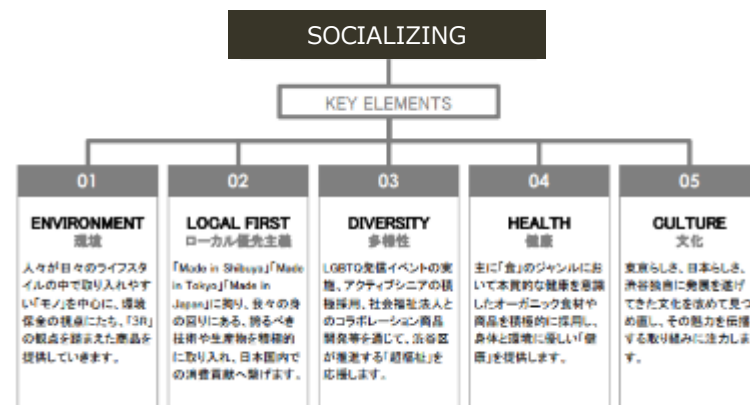 SOCIALIZING
KEY ELEMENTS
01
ENVIRONMENT
環境
人々が日々のライフスタ
イルの中で取り入れやす
い「モノ」を中心に、環境
保全の視点にたち、「3R」
の観点を踏まえた商品を
提供していきます。
02
LOCAL FIRST
ローカル優先主義
「Made in Shibuya」「Made
in Tokyo」「Made in
Japan」に拘り、我々の身
の回りにある、誇るべき
技術や生産物を積極的
に取り入れ、日本国内で
の消費貢献へ繋げます。
03
DIVERSITY
多様性
LGBTQ発信イベントの実
施、アクティブシニアの積
極採用、社会福祉法人と
のコラボレーション商品
開発等を通じて、渋谷区
が推進する「超福祉」を
応援します。
04
HEALTH
健康
主に「食」のジャンルにお
いて本質的な健康を意識
したオーガニック食材や
商品を積極的に採用し、
身体と環境に優しい「健
康」を提供します。
05
CULTURE
文化
東京らしさ、日本らしさ、
渋谷独自に発展を遂げ
てきた文化を改めて見つ
め直し、その魅力を伝播
する取り組みに注力しま
す。